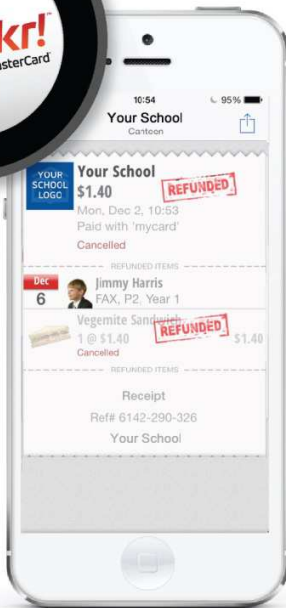 kr!
sterCard
10:54
95%
Your School
Canteen
YOUR SCHOOL LOGO
Your School
$1.40
REFUNDED
Mon, Dec 2, 10:53
Paid with 'mycard'
Cancelled
REFUNDED ITEMS
Dec
6
Jimmy Harris
FAX, P2, Year 1
Vegemite Sandwich
REFUNDED
1 @ $1.40
$1.40
Cancelled
REFUNDED ITEMS
Receipt
Ref# 6142-290-326
Your School